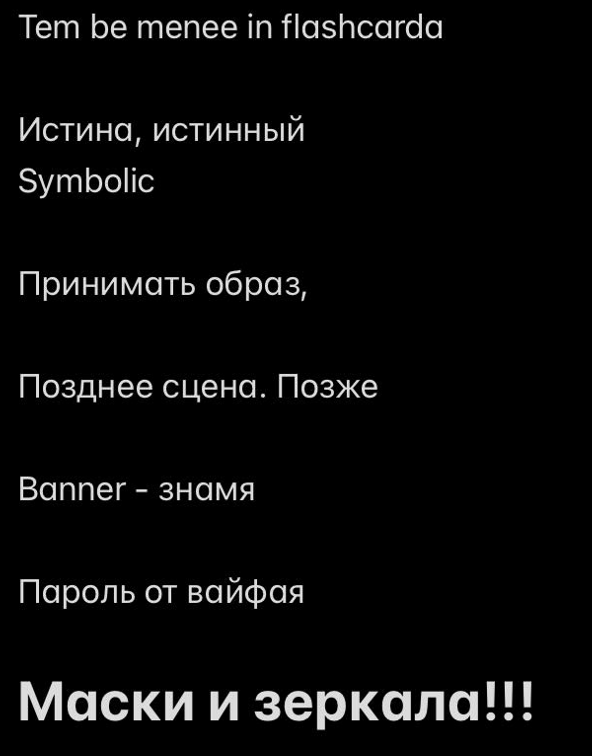 Tem be menee in flashcarda
Истина, истинный
Symbolic
Принимать образ,
Позднее сцена. Позже
Banner - знамя
Пароль от вайфая
Маски и зеркала!!!